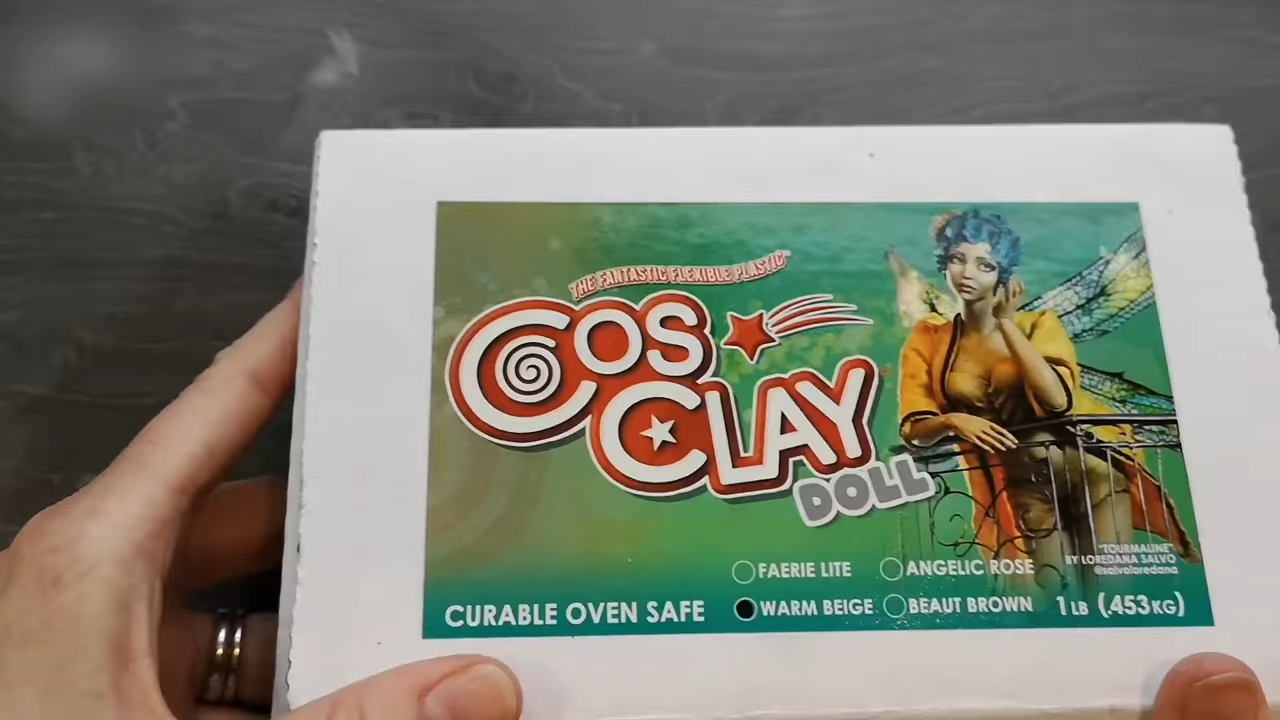 THE FANTASTIC FLEXIBLE PLASTIC™
COS
CLAY
DOLL
FAERIE LITE
ANGELIC ROSE
"TOURMALINE"
BY LOREDANA SALVO
@salvoloredana
CURABLE OVEN SAFE
WARM BEIGE
BEAUT BROWN
1 LB (.453KG)